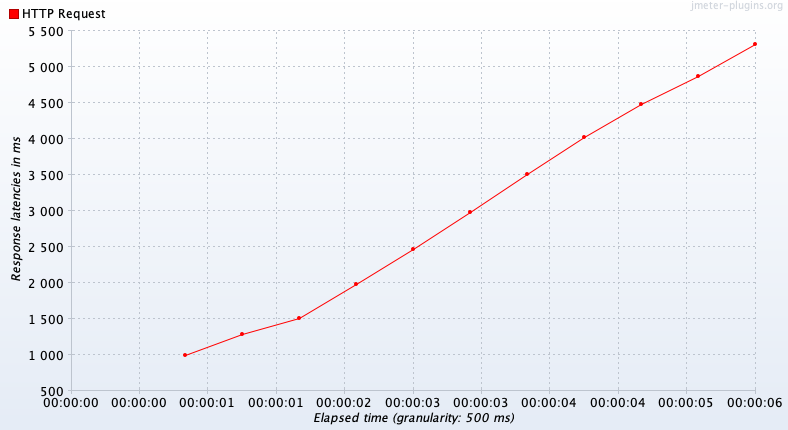 jmeter-plugins.org
HTTP Request
5 500
5 000
4 500
4 000
3 500
3 000
2 500
2 000
1 500
1 000
500
Response latencies in ms
00:00:00 00:00:00 00:00:01 00:00:01 00:00:02 00:00:03 00:00:03 00:00:04 00:00:04 00:00:05 00:00:06
Elapsed time (granularity: 500 ms)